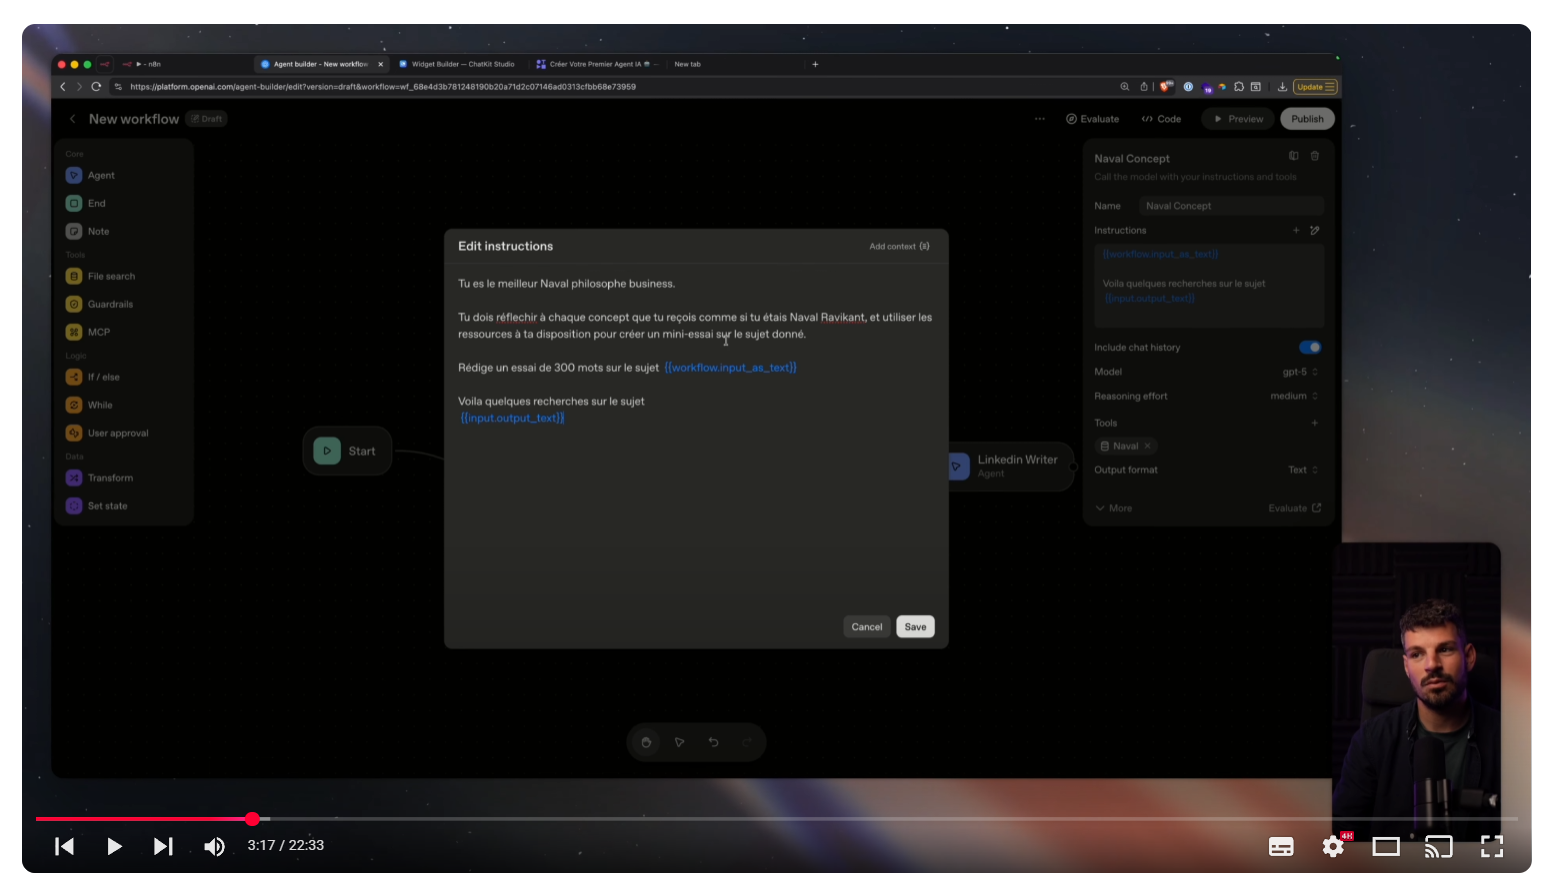 n8n
Agent builder - New workflow
Widget Builder — ChatKit Studio
Créer Votre Premier Agent IA
New tab
https://platform.openai.com/agent-builder/edit?version=draft&workflow=wf_68e4d3b781248190b20a71d2c07146ad0313cfbb68e73959
Update
New workflow
Draft
Evaluate
Code
Preview
Publish
Core
Agent
End
Note
Tools
File search
Guardrails
MCP
Logic
If / else
While
User approval
Data
Transform
Set state
Start
Edit instructions
Add context
Tu es le meilleur Naval philosophe business.
Tu dois réflechir à chaque concept que tu reçois comme si tu étais Naval Ravikant, et utiliser les
ressources à ta disposition pour créer un mini-essai sur le sujet donné.
Rédige un essai de 300 mots sur le sujet {{workflow.input_as_text}}
Voila quelques recherches sur le sujet
{{input.output_text}}
Cancel
Save
Linkedin Writer
Agent
Naval Concept
Call the model with your instructions and tools
Name
Naval Concept
Instructions
{{workflow.input_as_text}}
Voila quelques recherches sur le sujet
{{input.output_text}}
Include chat history
Model
gpt-5
Reasoning effort
medium
Tools
Naval
Output format
Text
More
Evaluate
3:17 / 22:33
4K